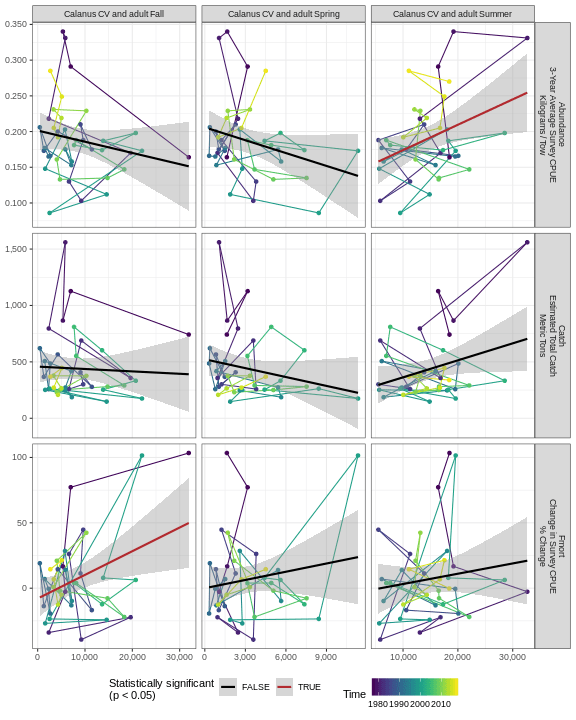 Calanus CV and adult Fall
Calanus CV and adult Spring
Calanus CV and adult Summer
0.350
0.300
0.250
0.200
0.150
0.100
Abundance
3-Year Average Survey CPUE
Kilograms / Tow
1,500
1,000
500
0
Catch
Estimated Total Catch
Metric Tons
100
50
0
Fmort
Change in Survey CPUE
% Change
0
10,000
20,000
30,000
0
3,000
6,000
9,000
10,000
20,000
30,000
Statistically significant
(p < 0.05)
FALSE
TRUE
Time
1980 1990 2000 2010